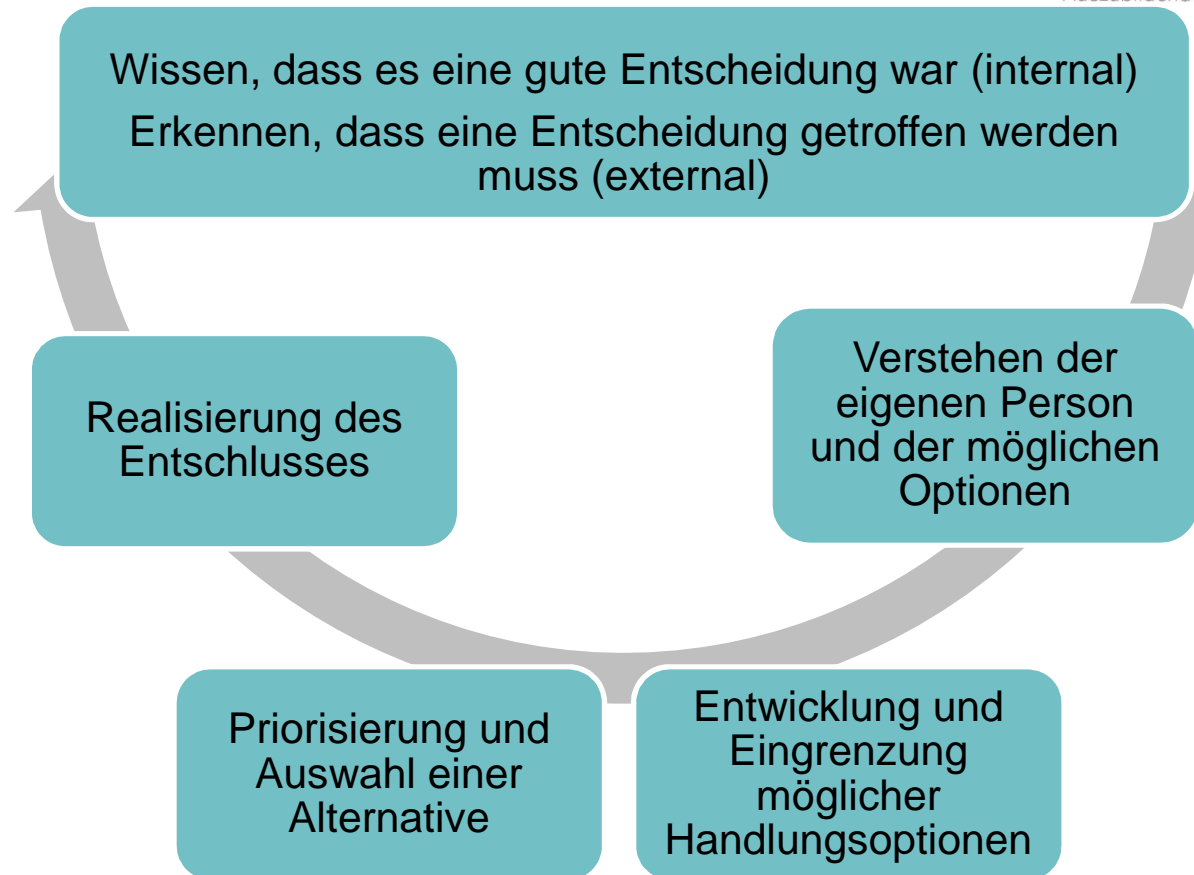 Wissen, dass es eine gute Entscheidung war (internal)
Erkennen, dass eine Entscheidung getroffen werden
muss (external)
Verstehen der
eigenen Person
und der möglichen
Optionen
Realisierung des
Entschlusses
Entwicklung und
Eingrenzung
möglicher
Handlungsoptionen
Priorisierung und
Auswahl einer
Alternative